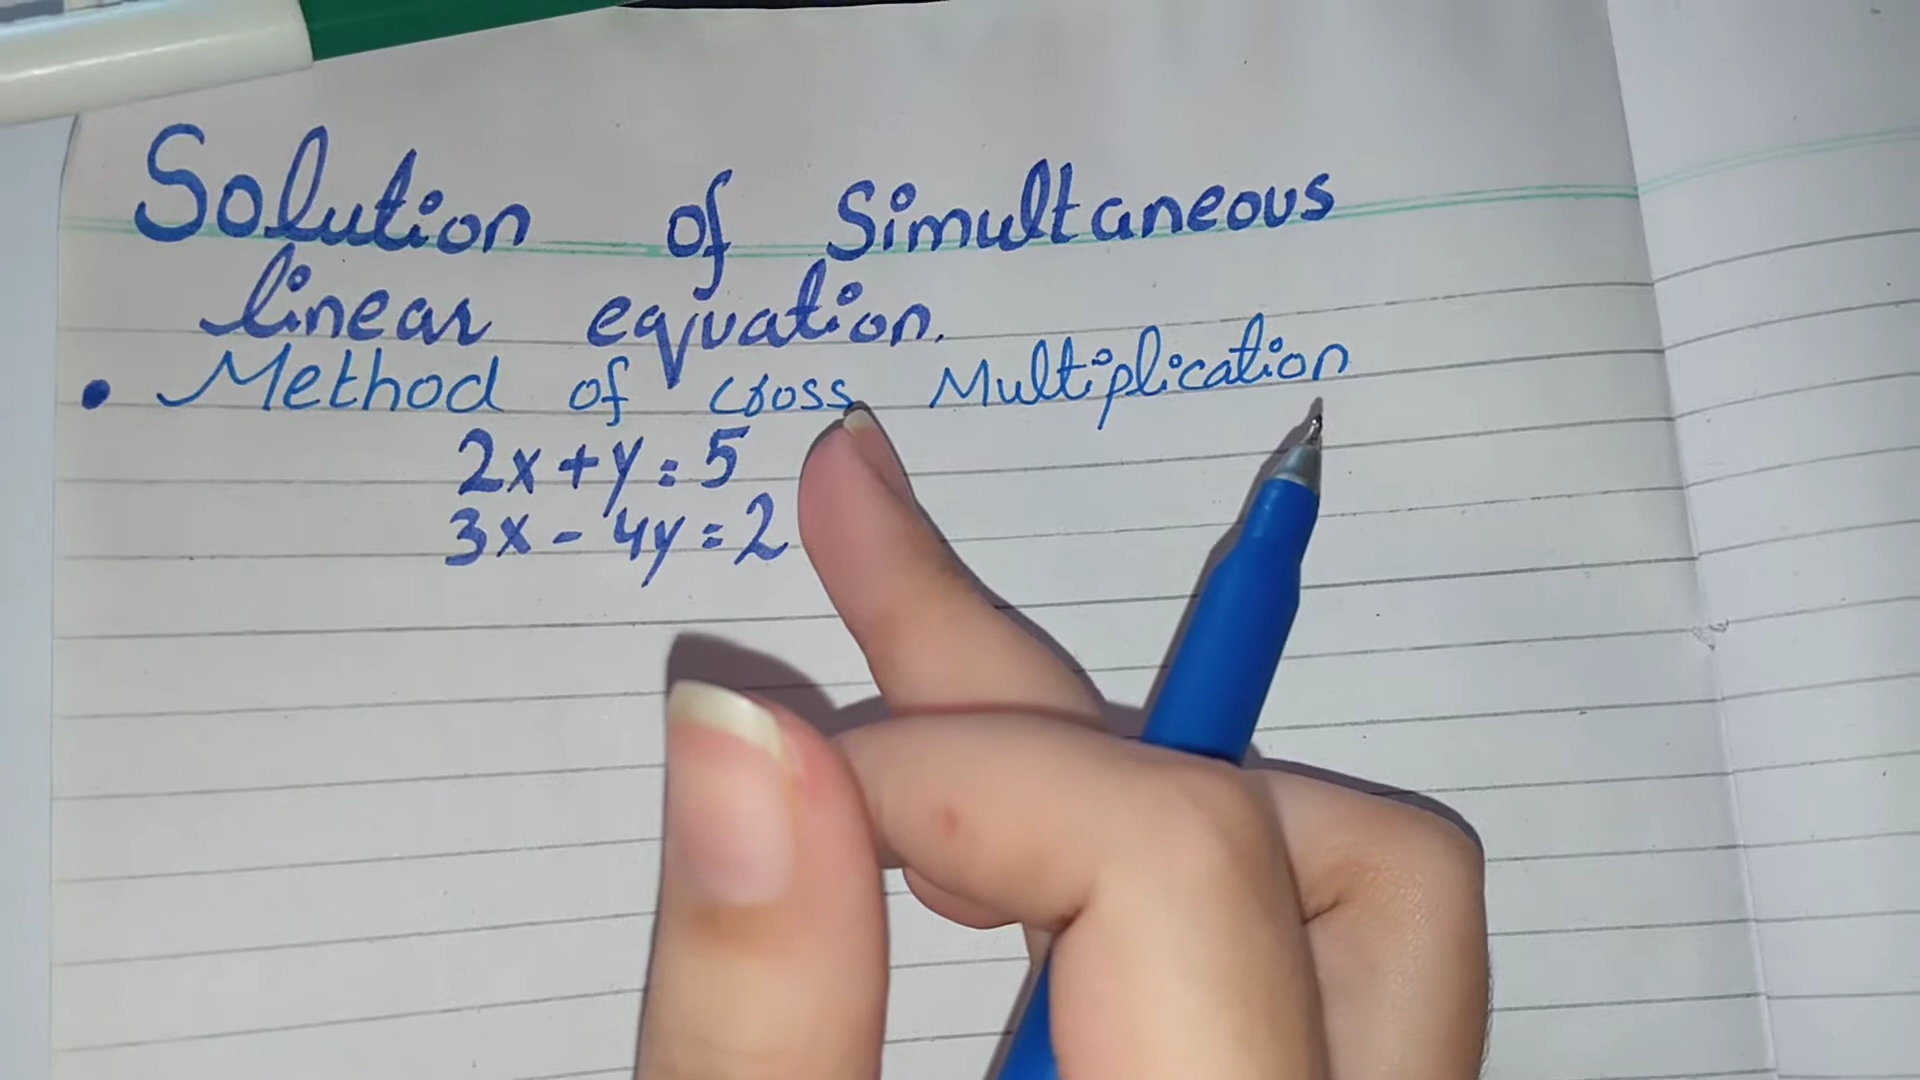 Solution of Simultaneous
linear equation.
• Method of cross Multiplication
2x + y = 5
3x - 4y = 2